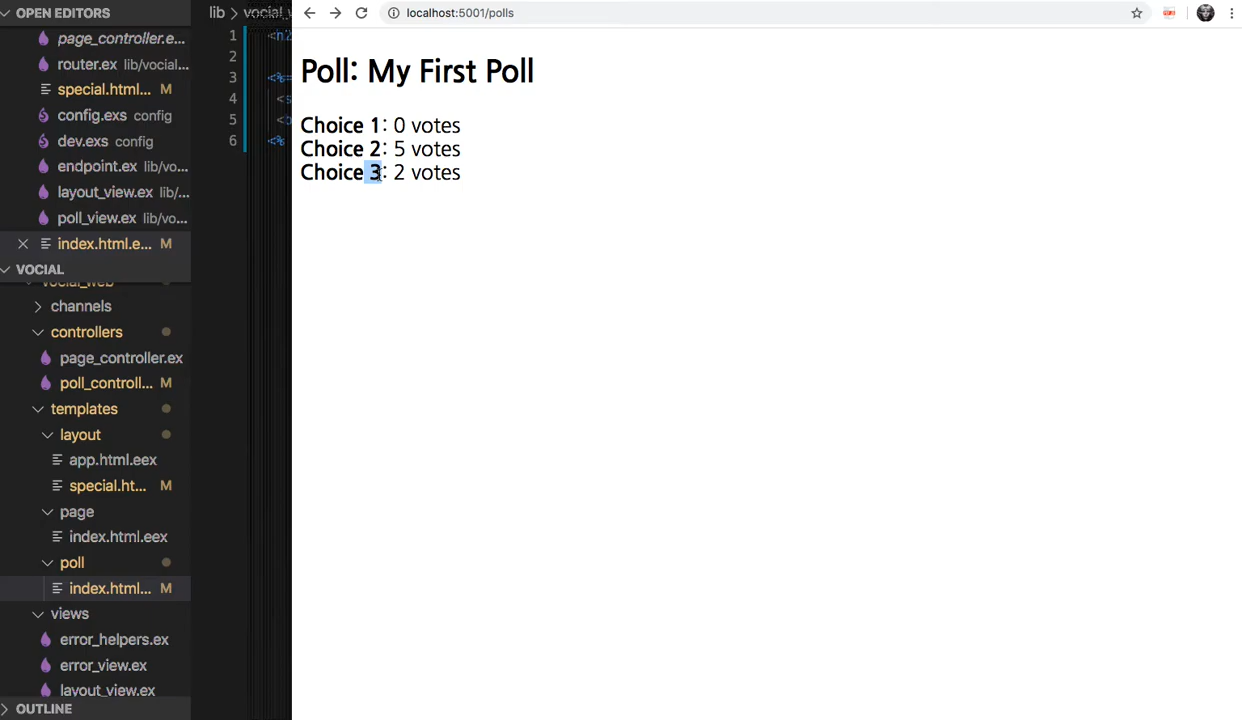 OPEN EDITORS
page_controller.e...
router.ex lib/vocial...
special.html... M
config.exs config
dev.exs config
endpoint.ex lib/vo...
layout_view.ex lib/...
poll_view.ex lib/vo...
index.html.e... M
VOCIAL
vocial_web
channels
controllers
page_controller.ex
poll_controll... M
templates
layout
app.html.eex
special.ht... M
page
index.html.eex
poll
index.html... M
views
error_helpers.ex
error_view.ex
layout_view.ex
OUTLINE
lib > vocial_
1 <h2
2
3 <%=
4 <s
5 <
6 <%
localhost:5001/polls
Poll: My First Poll
Choice 1: 0 votes
Choice 2: 5 votes
Choice 3: 2 votes